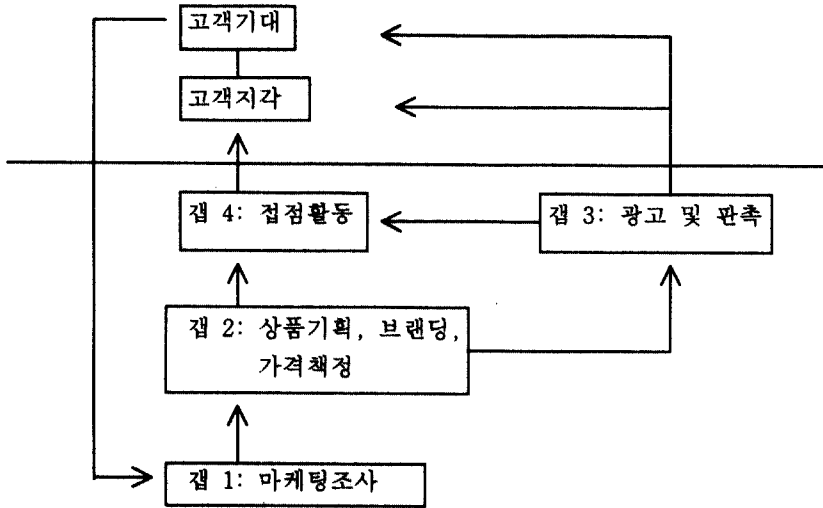 고객기대
고객지각
갭 4: 접점활동
갭 3: 광고 및 판촉
갭 2: 상품기획, 브랜딩,
가격책정
갭 1: 마케팅조사